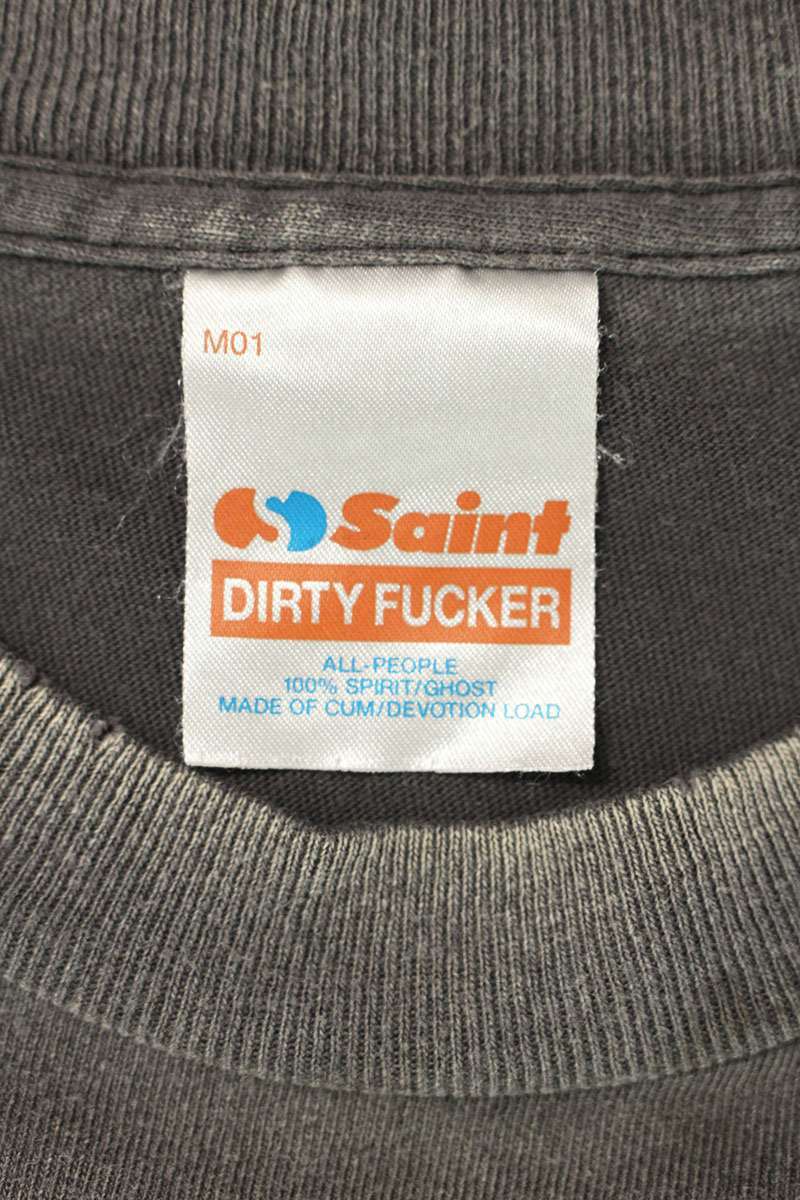 M01
Saint
DIRTY FUCKER
ALL-PEOPLE
100% SPIRIT/GHOST
MADE OF CUM/DEVOTION LOAD